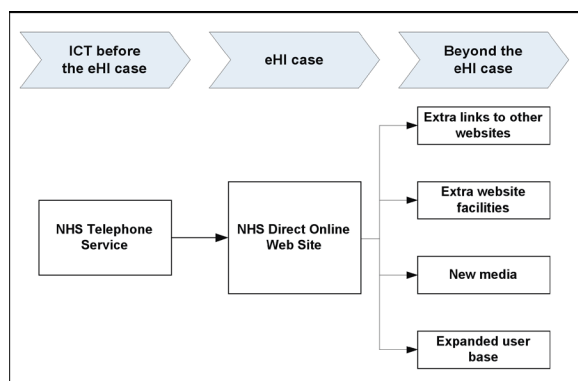 ICT before
the eHI case
eHI case
Beyond the
eHI case
Extra links to other
websites
Extra website
facilities
NHS Telephone
Service
NHS Direct Online
Web Site
New media
Expanded user
base